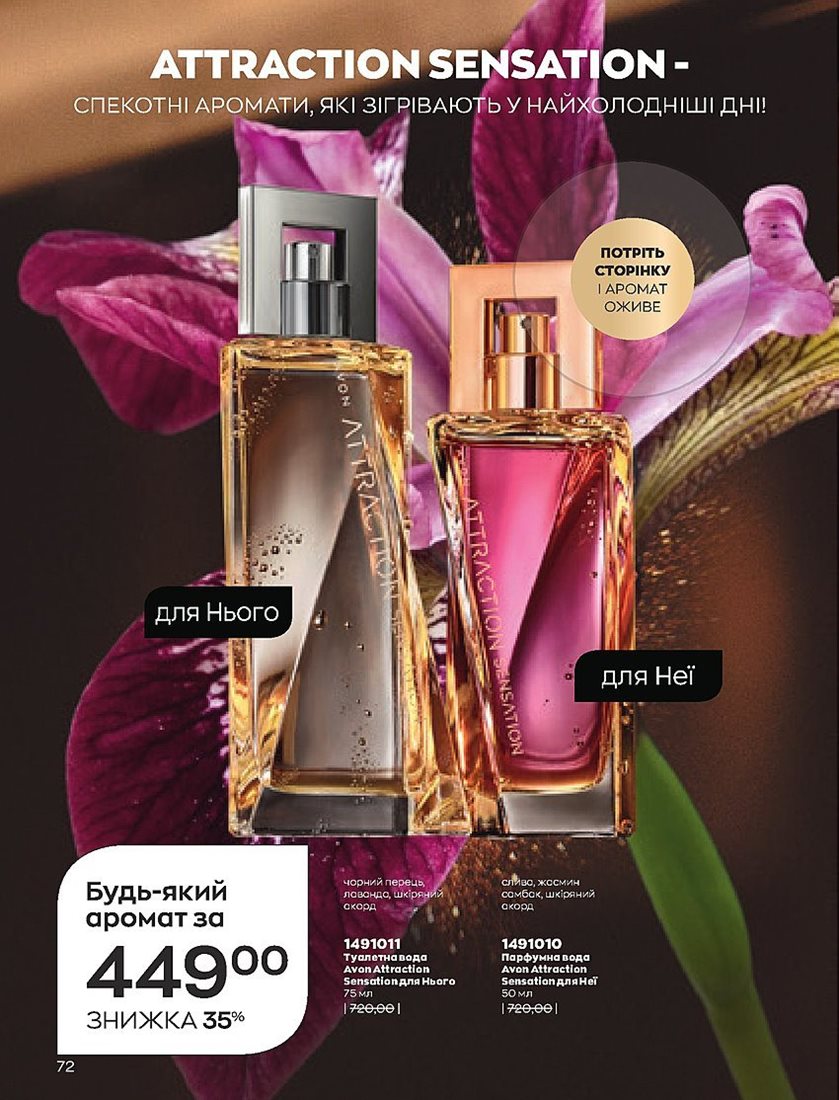 ATTRACTION SENSATION -
СПЕКОТНІ АРОМАТИ, ЯКІ ЗІГРІВАЮТЬ У НАЙХОЛОДНІШІ ДНІ!
ПОТРІТЬ
СТОРІНКУ
І АРОМАТ
ОЖИВЕ
AVON ATTRACTION SENSATION
AVON ATTRACTION SENSATION
для Нього
для Неї
Будь-який
аромат за
449⁰⁰
ЗНИЖКА 35%
чорний перець,
лаванда, шкіряний
акорд
1491011
Туалетна вода
Avon Attraction
Sensation для Нього
75 мл
| 720,00 |
слива, жасмин
самбак, шкіряний
акорд
1491010
Парфумна вода
Avon Attraction
Sensation для Неї
50 мл
| 720,00 |
72